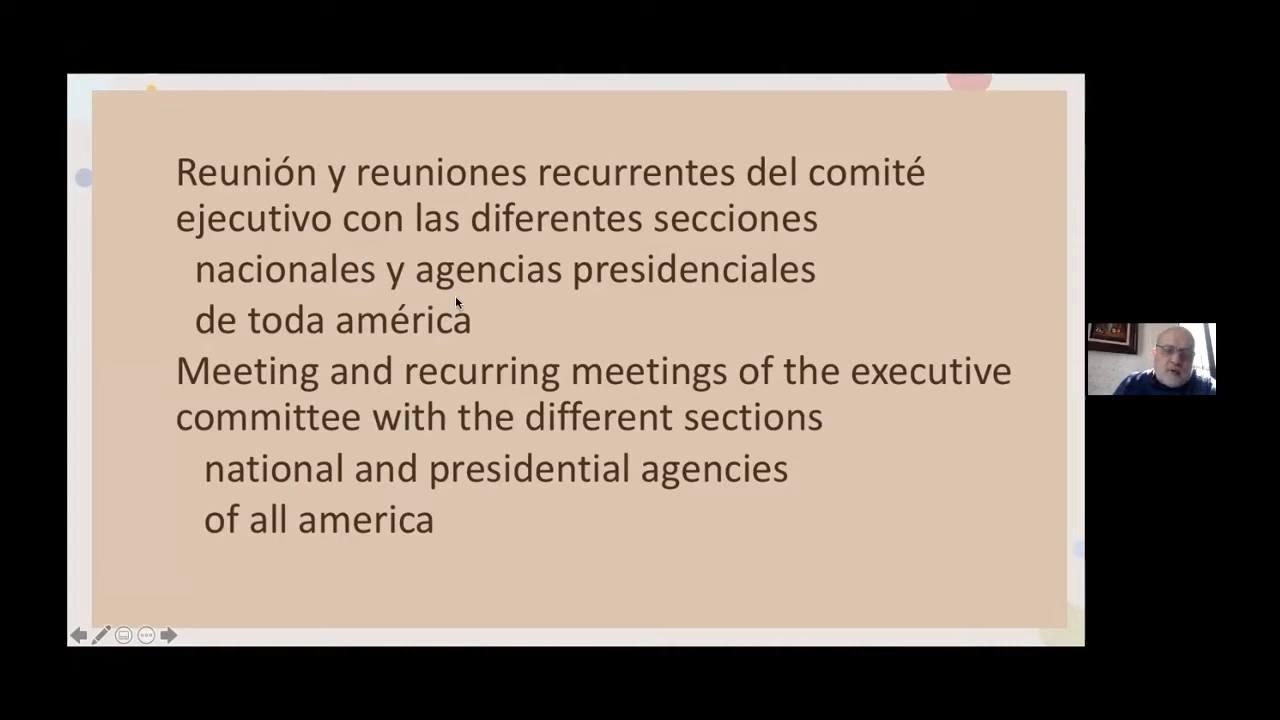 Reunión y reuniones recurrentes del comité
ejecutivo con las diferentes secciones
nacionales y agencias presidenciales
de toda américa
Meeting and recurring meetings of the executive
committee with the different sections
national and presidential agencies
of all america